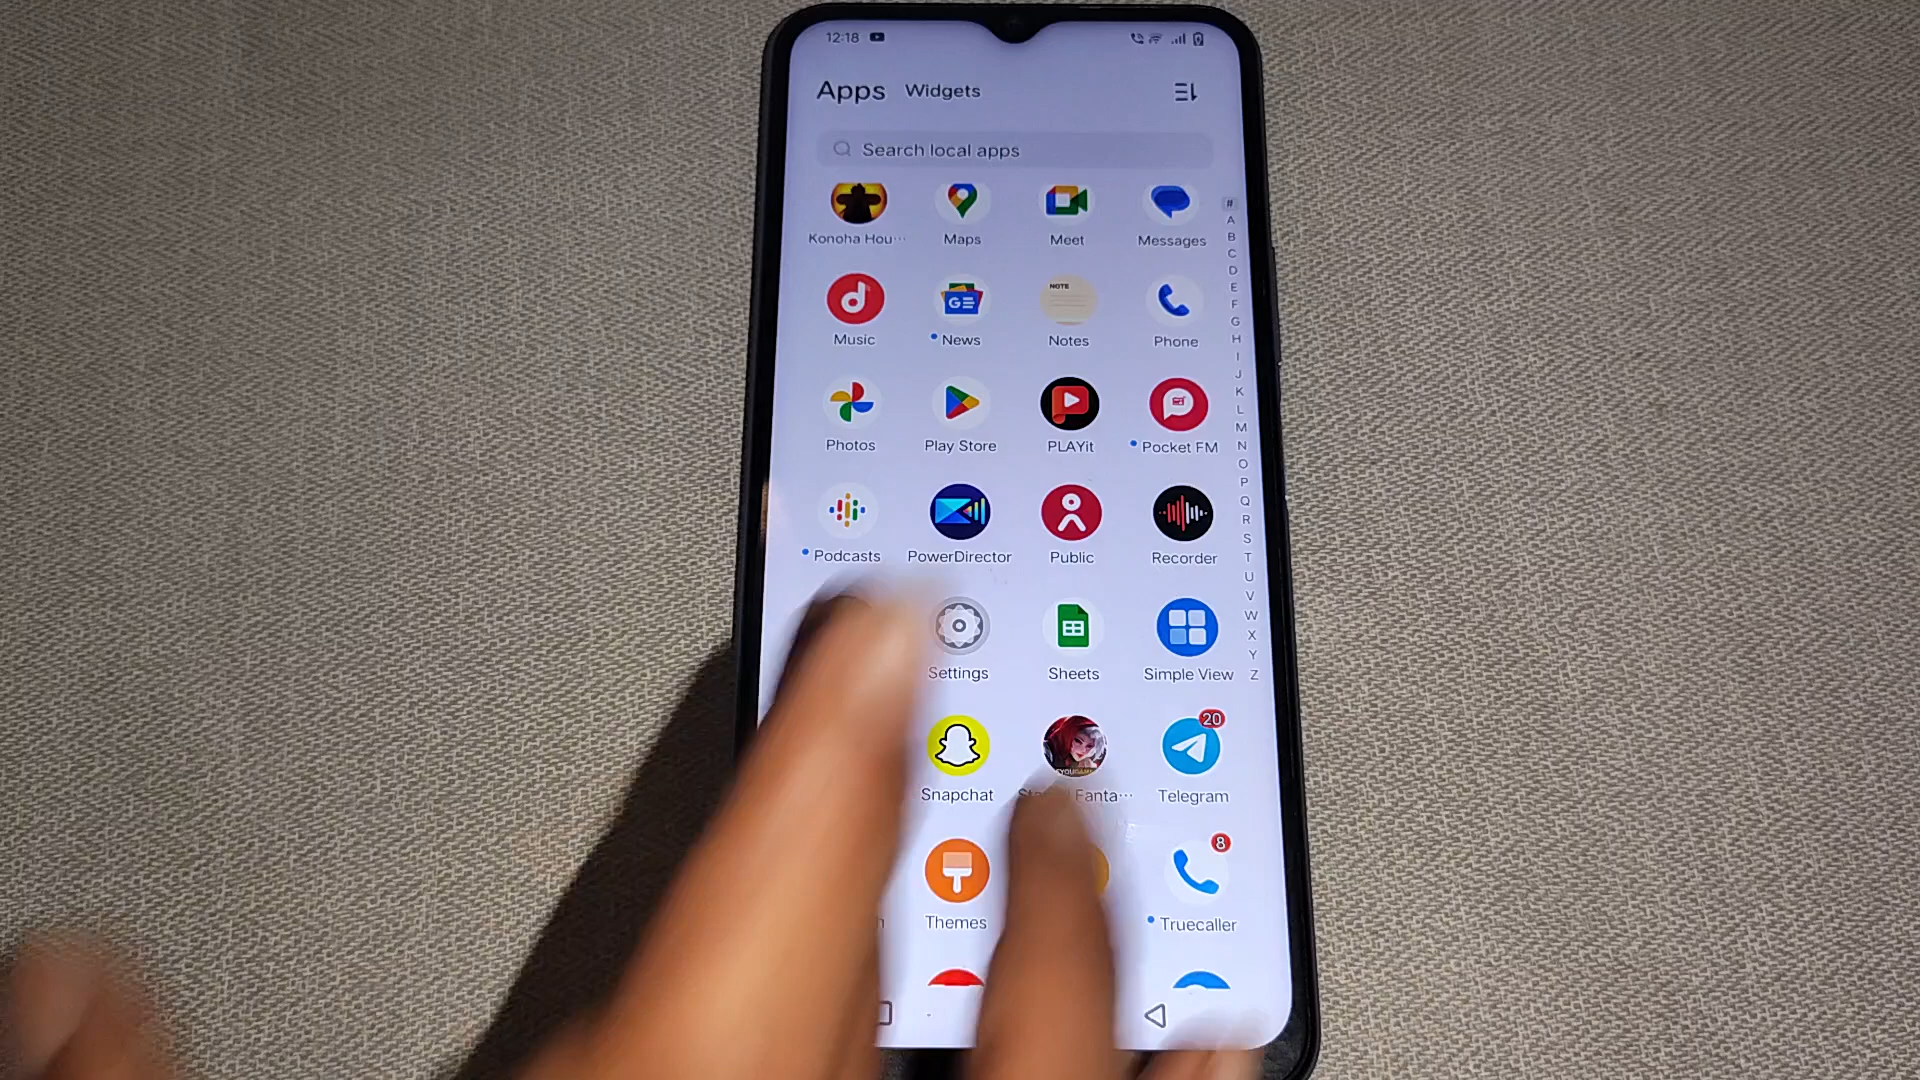 12:18
Apps Widgets
Search local apps
#
A
B
C
D
E
F
G
H
I
J
K
L
M
N
O
P
Q
R
S
T
U
V
W
X
Y
Z
Konoha Hou... Maps Meet Messages
NOTE
Music News Notes Phone
Photos Play Store PLAYit Pocket FM
Podcasts PowerDirector Public Recorder
Settings Sheets Simple View
20
Snapchat Fanta... Telegram
8
Themes Truecaller